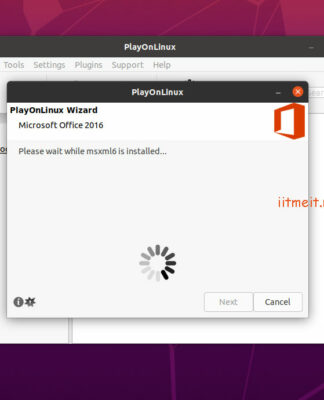 PlayOnLinux
Tools Settings Plugins Support Help
PlayOnLinux
PlayOnLinux Wizard
Microsoft Office 2016
Please wait while msxml6 is installed...
Next Cancel